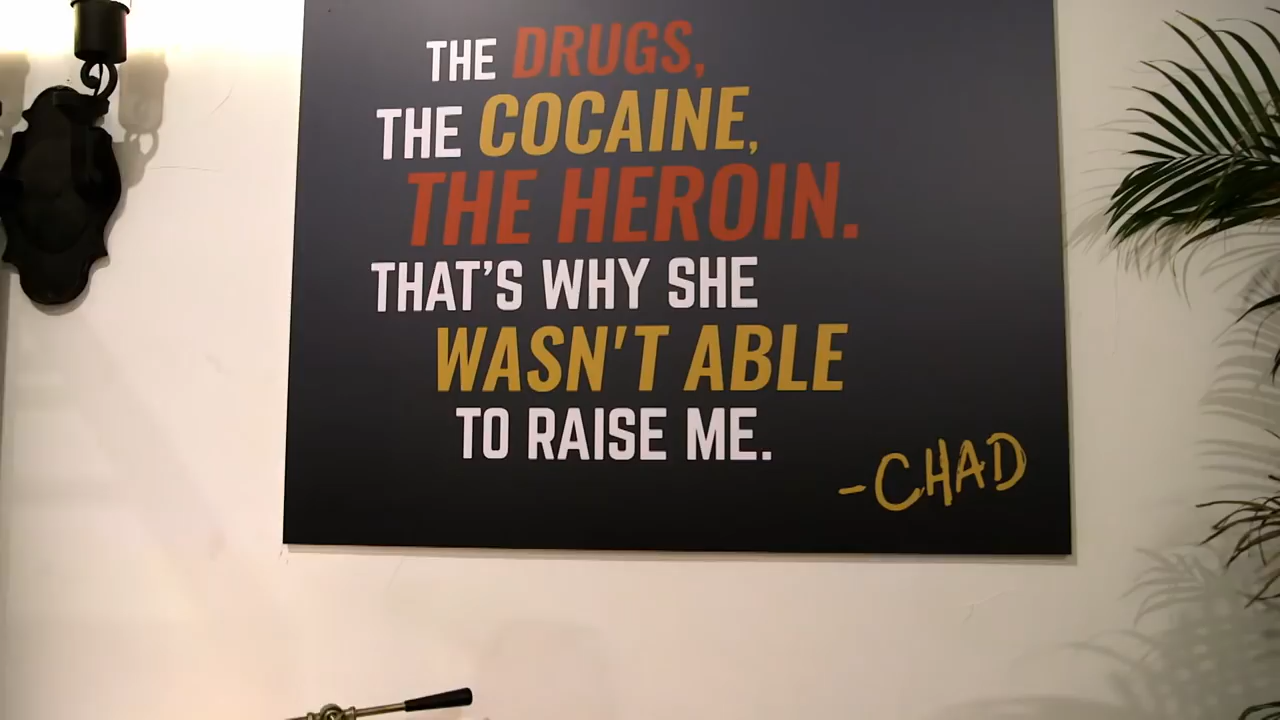 THE DRUGS,
THE COCAINE,
THE HEROIN.
THAT'S WHY SHE
WASN'T ABLE
TO RAISE ME.
-CHAD